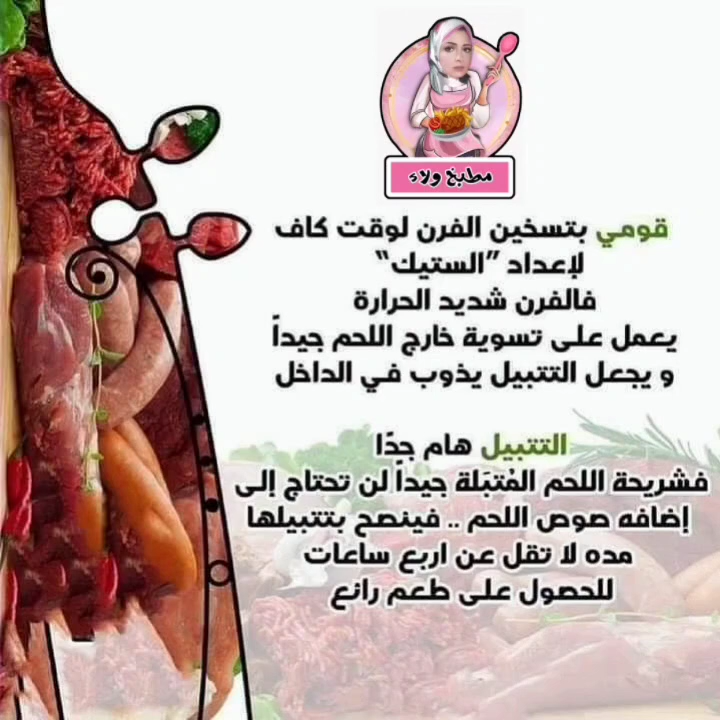 مطبخ ولاء
قومي بتسخين الفرن لوقت كاف
لإعداد "الستيك"
فالفرن شديد الحرارة
يعمل على تسوية خارج اللحم جيداً
و يجعل التتبيل يذوب في الداخل
التتبيل هام جدًا
فشريحة اللحم المُتبَلة جيداً لن تحتاج إلى
إضافه صوص اللحم .. فينصح بتتبيلها
مده لا تقل عن اربع ساعات
للحصول على طعم رائع